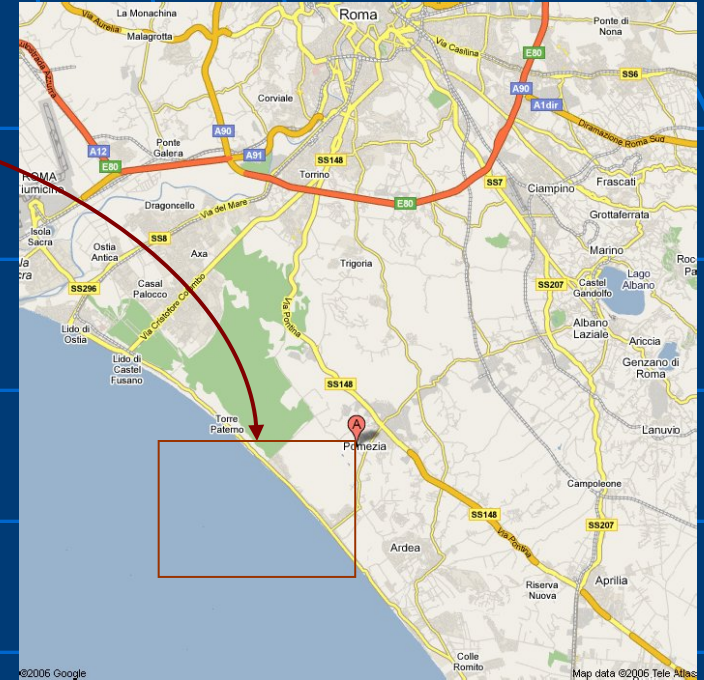 La Monachina
Via Aurelia
Malagrotta
Roma
Ponte di
Nona
Via Casilina
E80
SS6
A90
A1dir
Corviale
A90
Diramazione Roma Sud
Ponte
Galera
A12
E80
A91
SS148
Torrino
ROMA
iumicino
E80
SS7
Ciampino
Frascati
Dragoncello
Via del Mare
Grottaferrata
Isola
Sacra
SS8
Ostia
Antica
Axa
Marino
Casal
Palocco
Trigoria
SS296
SS207
Castel
Gandolfo
Lago
Albano
Via Cristoforo Colombo
Via Pontina
Lido di
Ostia
Albano
Laziale
Ariccia
Lido di
Castel
Fusano
Genzano di
Roma
SS148
Torre
Paterno
A
Pomezia
Lanuvio
Campoleone
SS148
SS207
Via Pontina
Ardea
Riserva
Nuova
Aprilia
Colle
Romito
©2006 Google
Map data ©2006 Tele Atlas